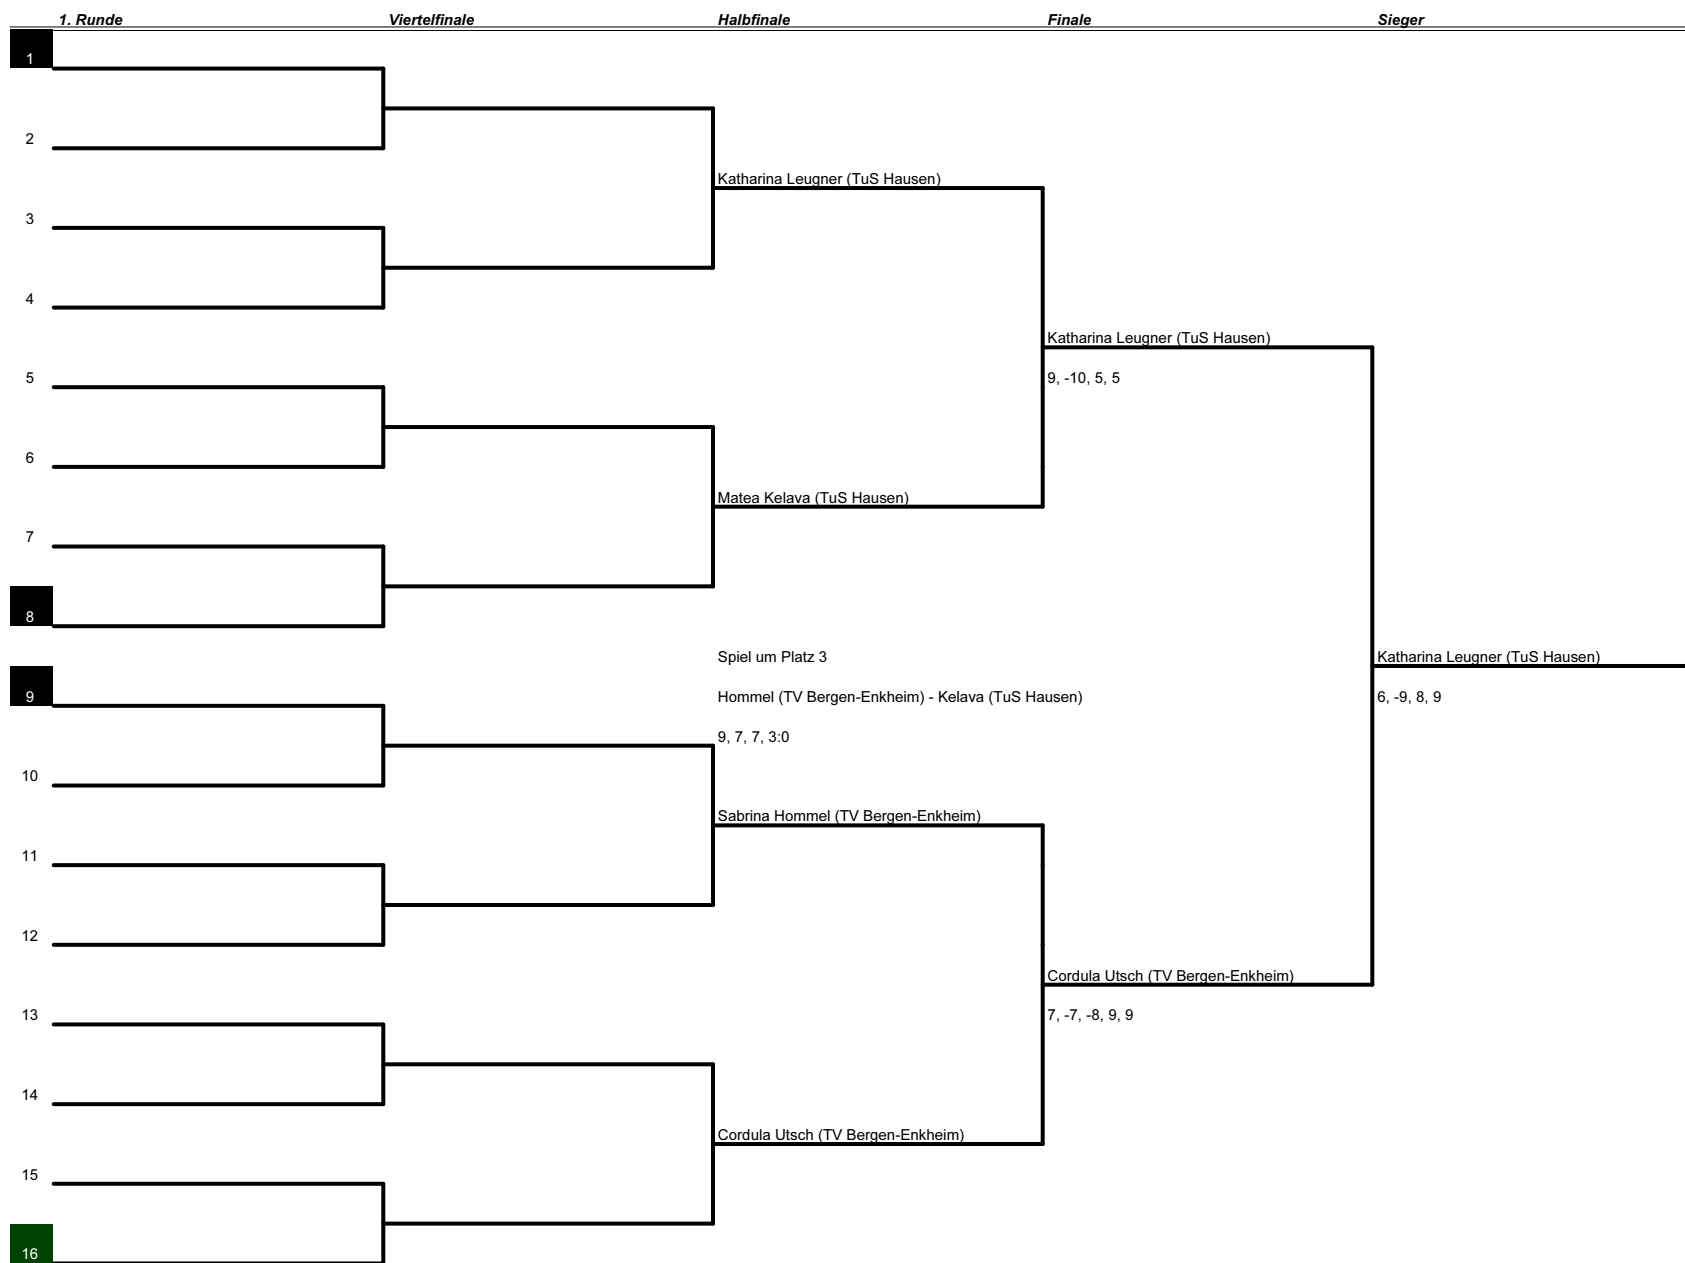 1. Runde Viertelfinale Halbfinale Finale Sieger
1
2
Katharina Leugner (TuS Hausen)
3
4
Katharina Leugner (TuS Hausen)
5 9, -10, 5, 5
6
Matea Kelava (TuS Hausen)
7
8
Spiel um Platz 3 Katharina Leugner (TuS Hausen)
9 Hommel (TV Bergen-Enkheim) - Kelava (TuS Hausen) 6, -9, 8, 9
9, 7, 7, 3:0
10
Sabrina Hommel (TV Bergen-Enkheim)
11
12
Cordula Utsch (TV Bergen-Enkheim)
13 7, -7, -8, 9, 9
14
Cordula Utsch (TV Bergen-Enkheim)
15
16